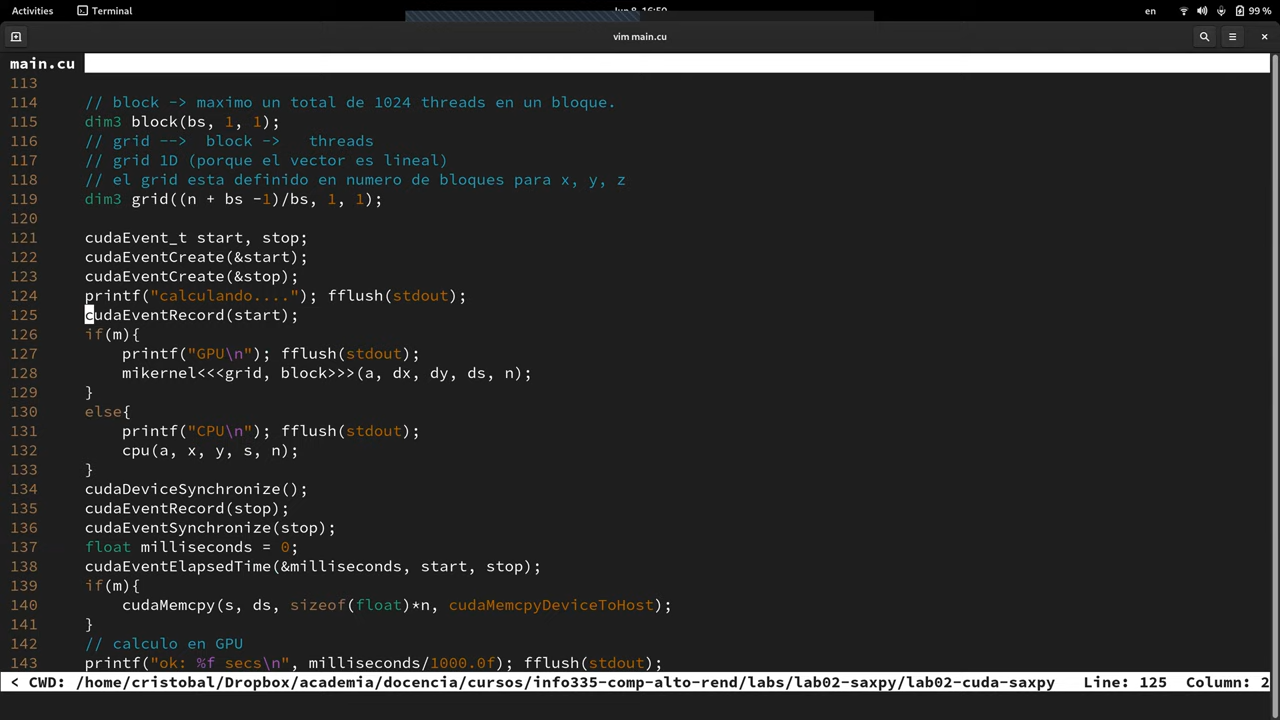 Activities Terminal lun 8, 16:50 en 99 %
vim main.cu
main.cu
113
114 // block -> maximo un total de 1024 threads en un bloque.
115 dim3 block(bs, 1, 1);
116 // grid --> block -> threads
117 // grid 1D (porque el vector es lineal)
118 // el grid esta definido en numero de bloques para x, y, z
119 dim3 grid((n + bs -1)/bs, 1, 1);
120
121 cudaEvent_t start, stop;
122 cudaEventCreate(&start);
123 cudaEventCreate(&stop);
124 printf("calculando...."); fflush(stdout);
125 cudaEventRecord(start);
126 if(m){
127 printf("GPU\n"); fflush(stdout);
128 mikernel<<<grid, block>>>(a, dx, dy, ds, n);
129 }
130 else{
131 printf("CPU\n"); fflush(stdout);
132 cpu(a, x, y, s, n);
133 }
134 cudaDeviceSynchronize();
135 cudaEventRecord(stop);
136 cudaEventSynchronize(stop);
137 float milliseconds = 0;
138 cudaEventElapsedTime(&milliseconds, start, stop);
139 if(m){
140 cudaMemcpy(s, ds, sizeof(float)*n, cudaMemcpyDeviceToHost);
141 }
142 // calculo en GPU
143 printf("ok: %f secs\n", milliseconds/1000.0f); fflush(stdout);
< CWD: /home/cristobal/Dropbox/academia/docencia/cursos/info335-comp-alto-rend/labs/lab02-saxpy/lab02-cuda-saxpy Line: 125 Column: 2